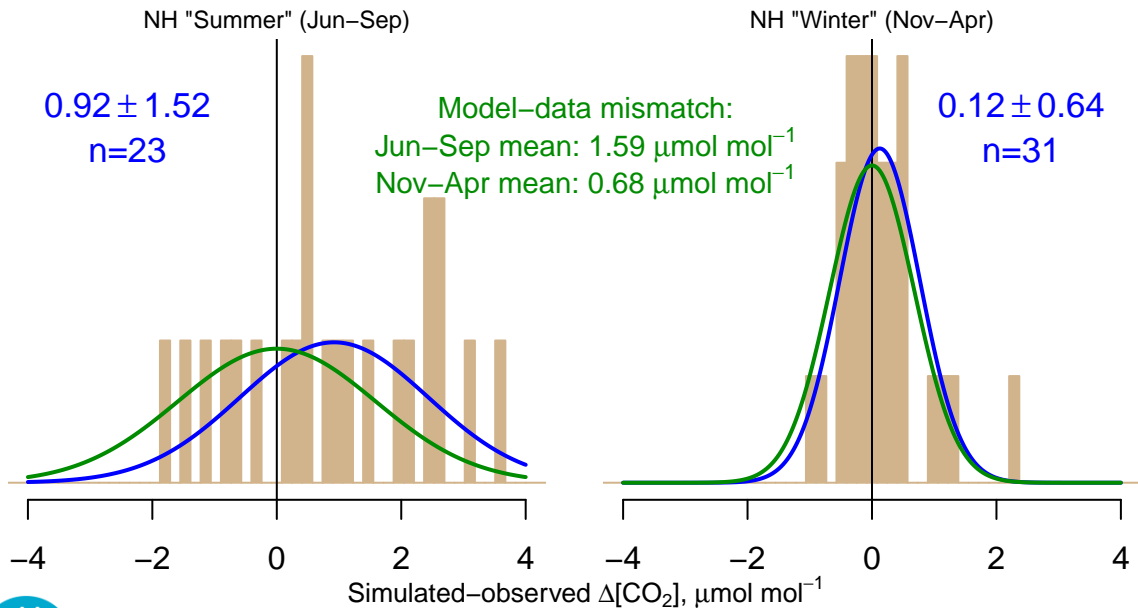 NH "Summer" (Jun−Sep)
NH "Winter" (Nov−Apr)
0.92 ± 1.52
n=23
Model−data mismatch:
Jun−Sep mean: 1.59 μmol mol⁻¹
Nov−Apr mean: 0.68 μmol mol⁻¹
0.12 ± 0.64
n=31
−4 −2 0 2 4
−4 −2 0 2 4
Simulated−observed Δ[CO₂], μmol mol⁻¹